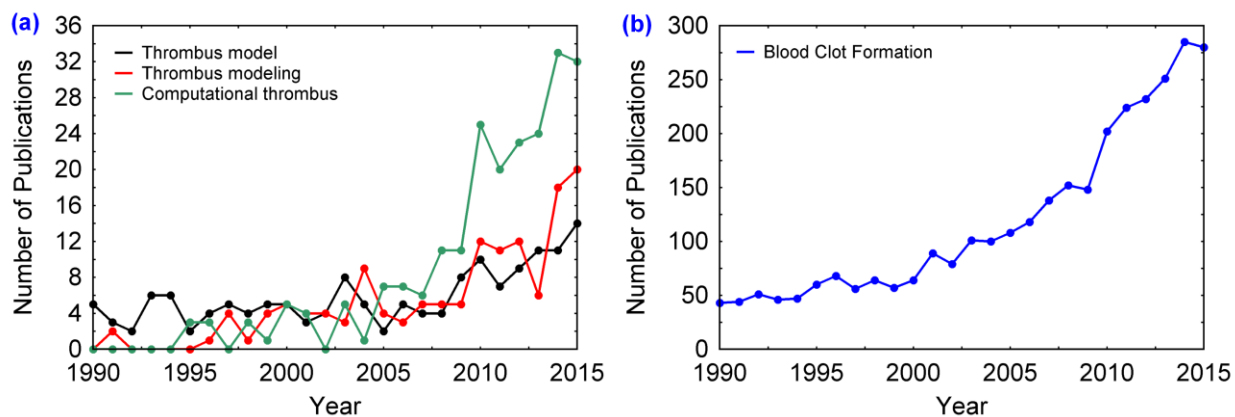 (a)
Number of Publications
36
32
28
24
20
16
12
8
4
0
Thrombus model
Thrombus modeling
Computational thrombus
1990 1995 2000 2005 2010 2015
Year
(b)
Number of Publications
300
250
200
150
100
50
0
Blood Clot Formation
1990 1995 2000 2005 2010 2015
Year